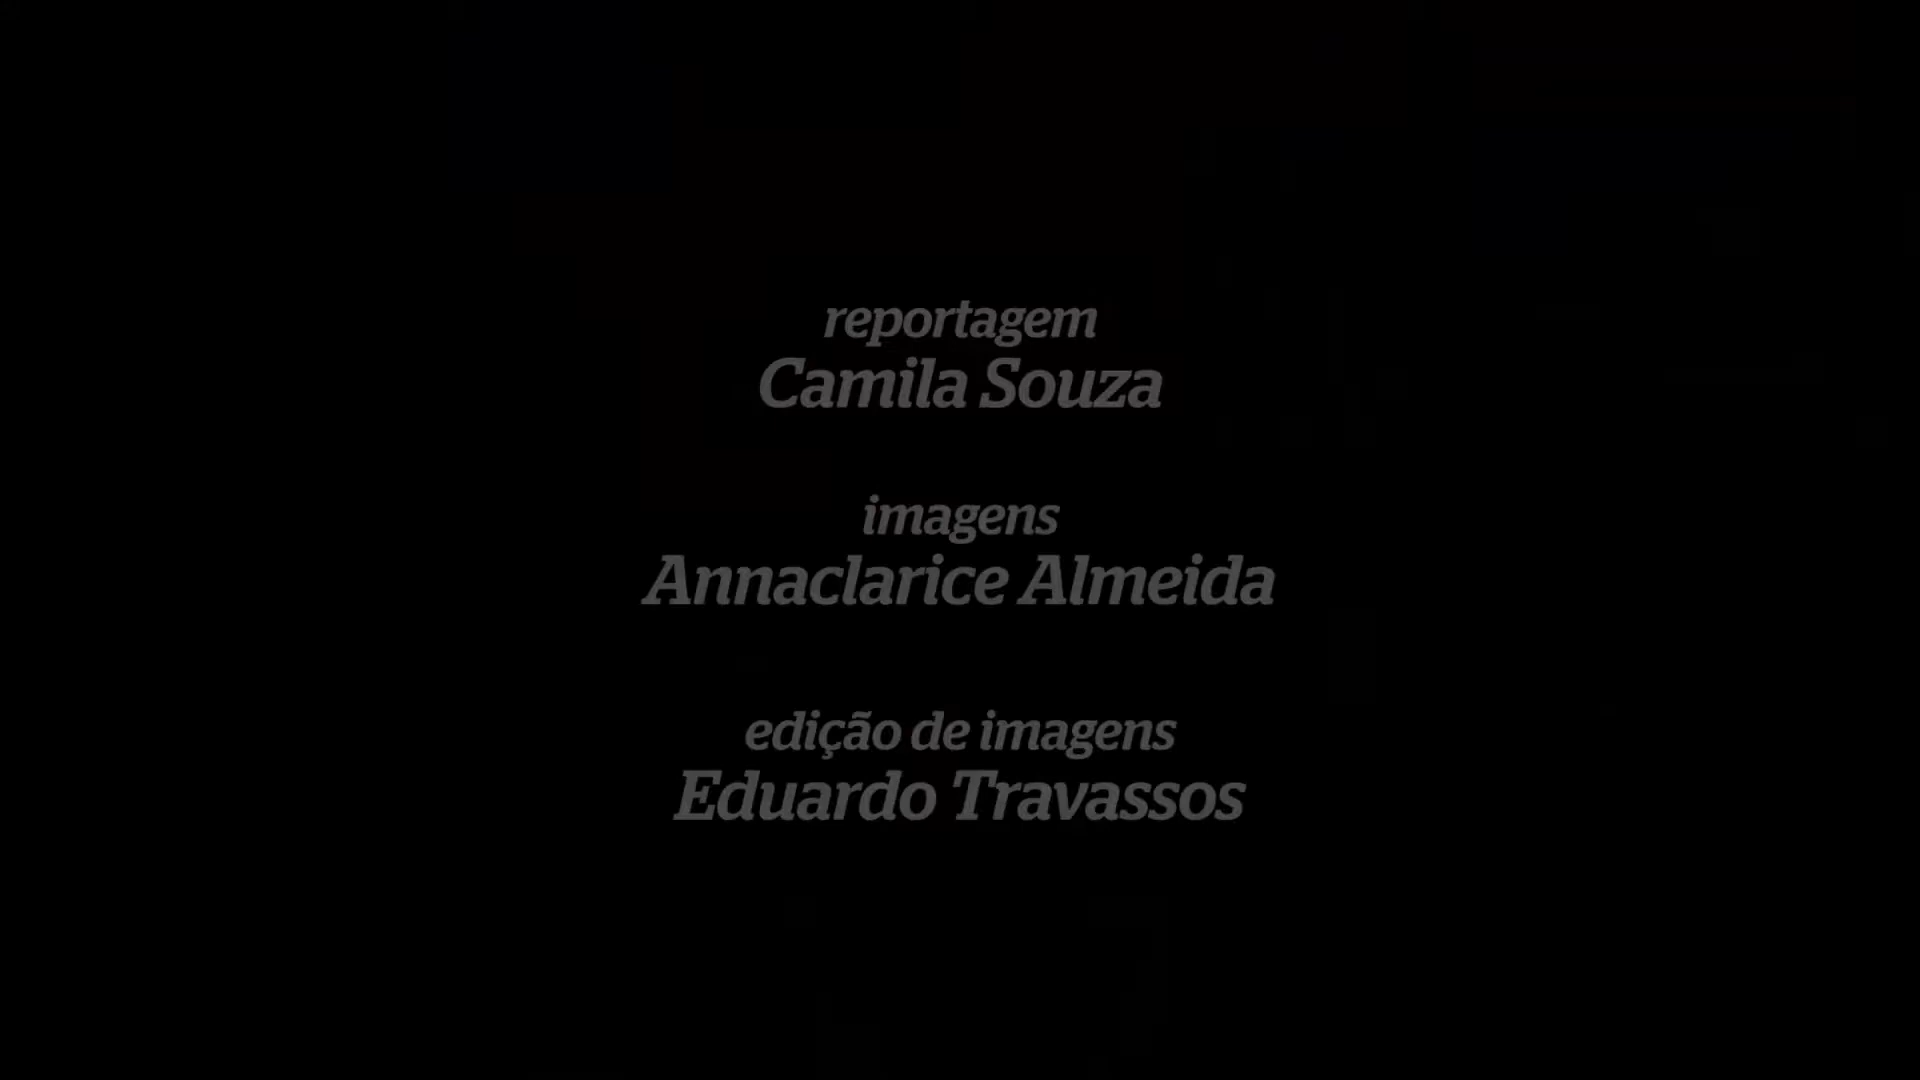 reportagem
Camila Souza
imagens
Annaclarice Almeida
edição de imagens
Eduardo Travassos